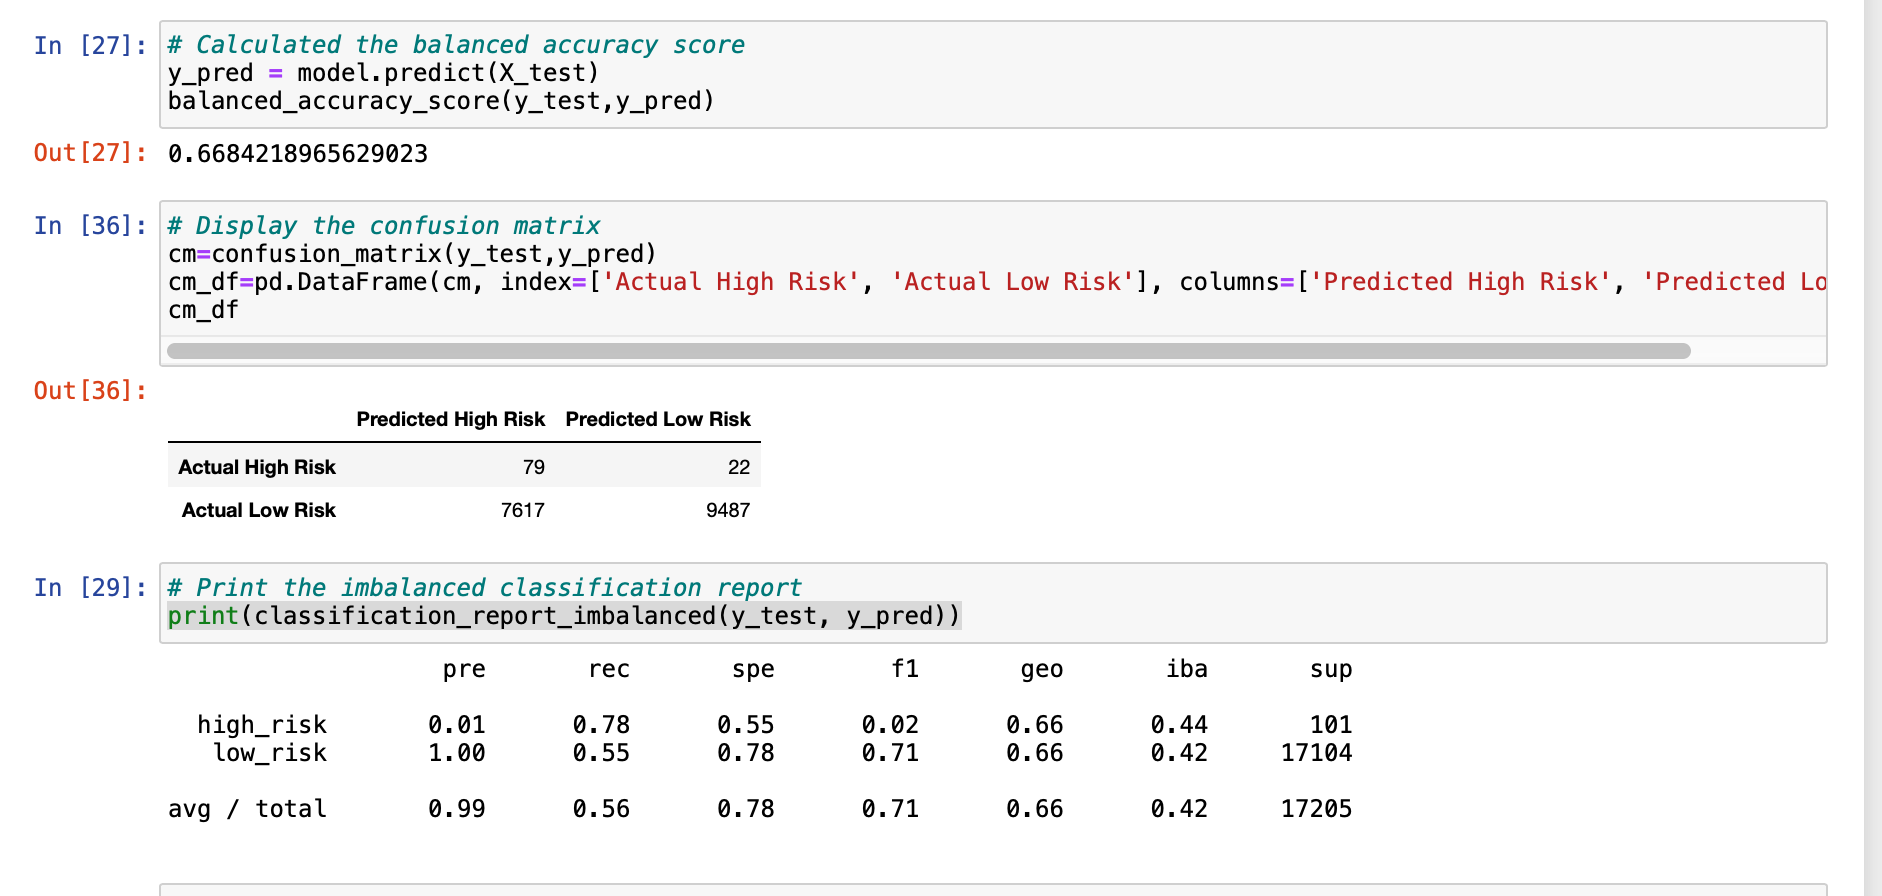 In [27]: # Calculated the balanced accuracy score
y_pred = model.predict(X_test)
balanced_accuracy_score(y_test,y_pred)
Out[27]: 0.6684218965629023
In [36]: # Display the confusion matrix
cm=confusion_matrix(y_test,y_pred)
cm_df=pd.DataFrame(cm, index=['Actual High Risk', 'Actual Low Risk'], columns=['Predicted High Risk', 'Predicted Lo
cm_df
Out[36]:
Predicted High Risk Predicted Low Risk
Actual High Risk 79 22
Actual Low Risk 7617 9487
In [29]: # Print the imbalanced classification report
print(classification_report_imbalanced(y_test, y_pred))
pre rec spe f1 geo iba sup
high_risk 0.01 0.78 0.55 0.02 0.66 0.44 101
low_risk 1.00 0.55 0.78 0.71 0.66 0.42 17104
avg / total 0.99 0.56 0.78 0.71 0.66 0.42 17205